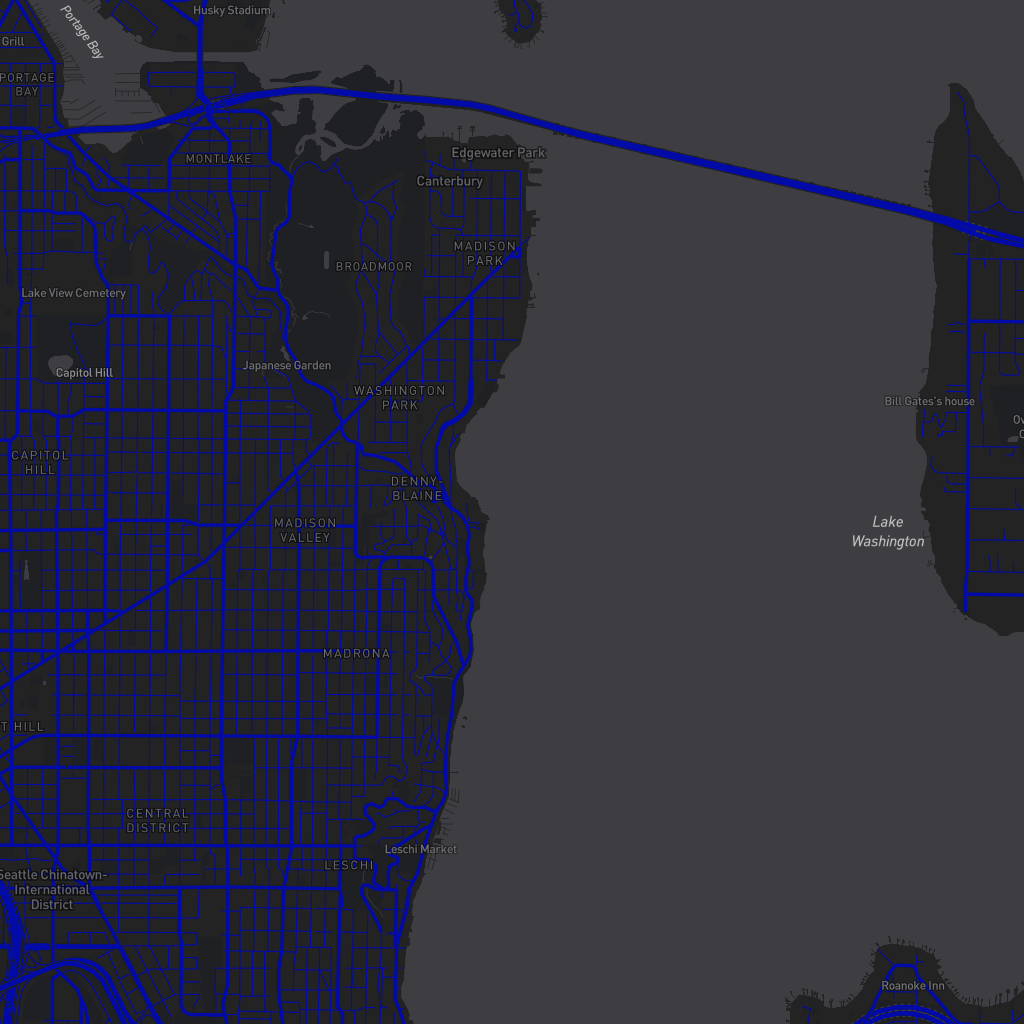 Husky Stadium
Portage Bay
Grill
PORTAGE
BAY
MONTLAKE
Edgewater Park
Canterbury
MADISON
PARK
BROADMOOR
Lake View Cemetery
Japanese Garden
Capitol Hill
WASHINGTON
PARK
Bill Gates's house
Ov
CAPITOL
HILL
DENNY-
BLAINE
MADISON
VALLEY
Lake
Washington
MADRONA
T HILL
CENTRAL
DISTRICT
Leschi Market
LESCHI
Seattle Chinatown-
International
District
Roanoke Inn